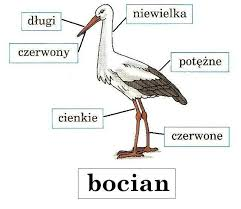 długi
niewielka
czerwony
potężne
cienkie
czerwone
bocian